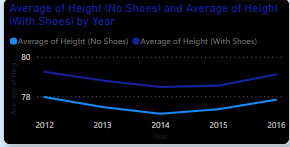 Average of Height (No Shoes) and Average of Height
(With Shoes) by Year
Average of Height (No Shoes) Average of Height (With Shoes)
80
78
2012 2013 2014 2015 2016
Year